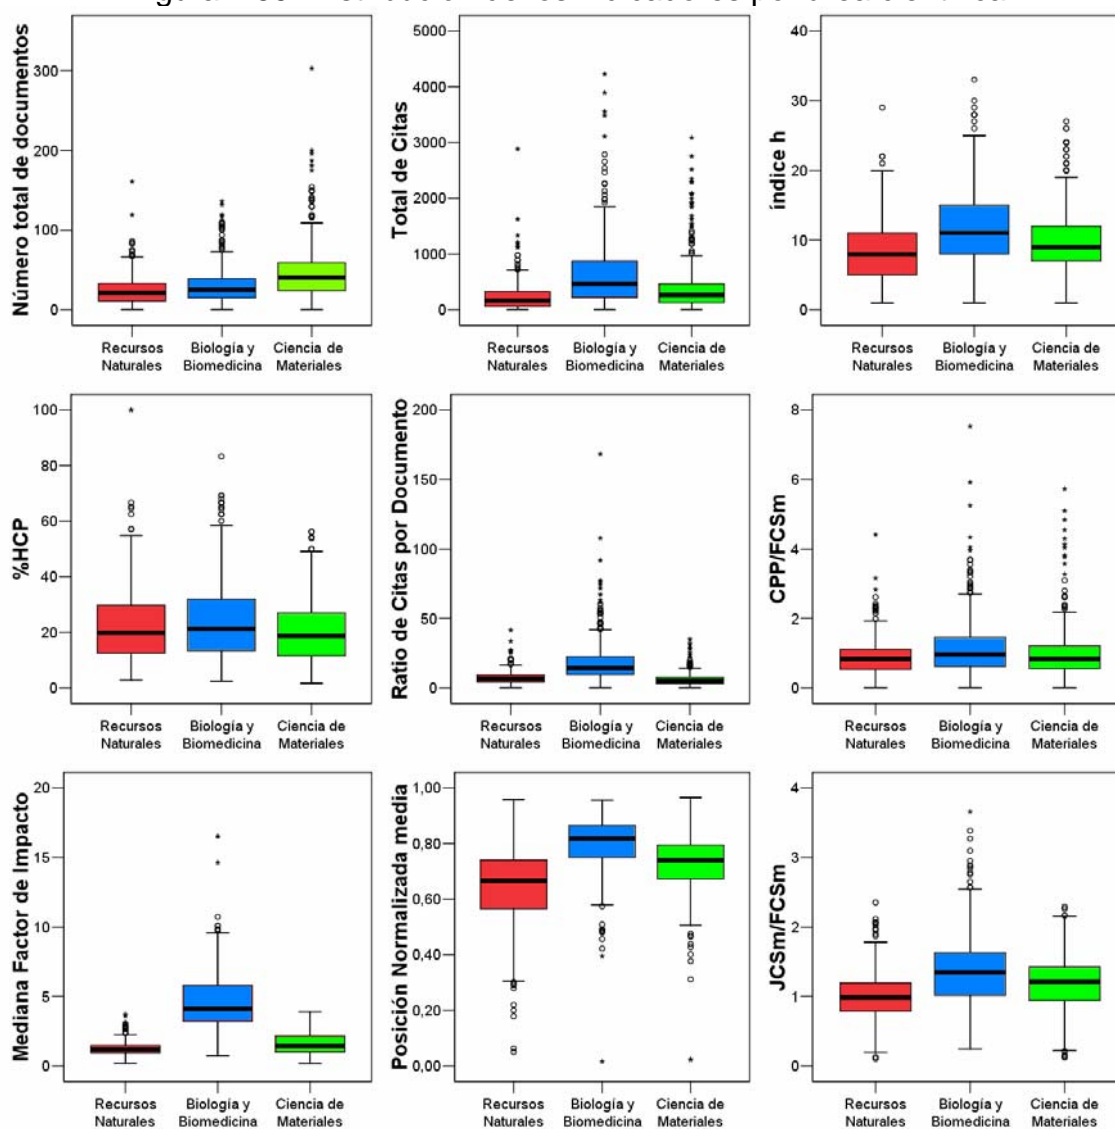 Número total de documentos
300
200
100
0
Recursos Naturales
Biología y Biomedicina
Ciencia de Materiales
Total de Citas
5000
4000
3000
2000
1000
0
Recursos Naturales
Biología y Biomedicina
Ciencia de Materiales
índice h
40
30
20
10
0
Recursos Naturales
Biología y Biomedicina
Ciencia de Materiales
%HCP
100
80
60
40
20
0
Recursos Naturales
Biología y Biomedicina
Ciencia de Materiales
Ratio de Citas por Documento
200
150
100
50
0
Recursos Naturales
Biología y Biomedicina
Ciencia de Materiales
CPP/FCSm
8
6
4
2
0
Recursos Naturales
Biología y Biomedicina
Ciencia de Materiales
Mediana Factor de Impacto
20
15
10
5
0
Recursos Naturales
Biología y Biomedicina
Ciencia de Materiales
Posición Normalizada media
1,00
0,80
0,60
0,40
0,20
0,00
Recursos Naturales
Biología y Biomedicina
Ciencia de Materiales
JCSm/FCSm
4
3
2
1
0
Recursos Naturales
Biología y Biomedicina
Ciencia de Materiales